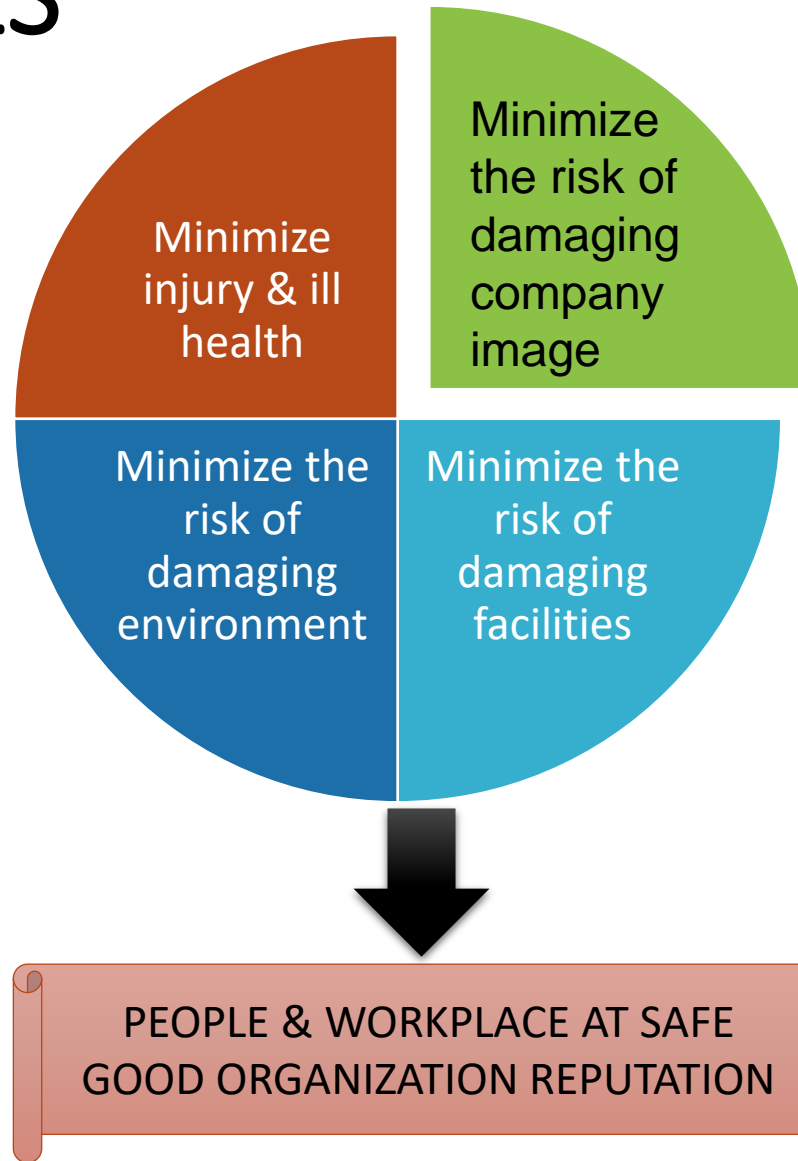 Minimize
injury & ill
health
Minimize
the risk of
damaging
company
image
Minimize the
risk of
damaging
environment
Minimize the
risk of
damaging
facilities
PEOPLE & WORKPLACE AT SAFE
GOOD ORGANIZATION REPUTATION